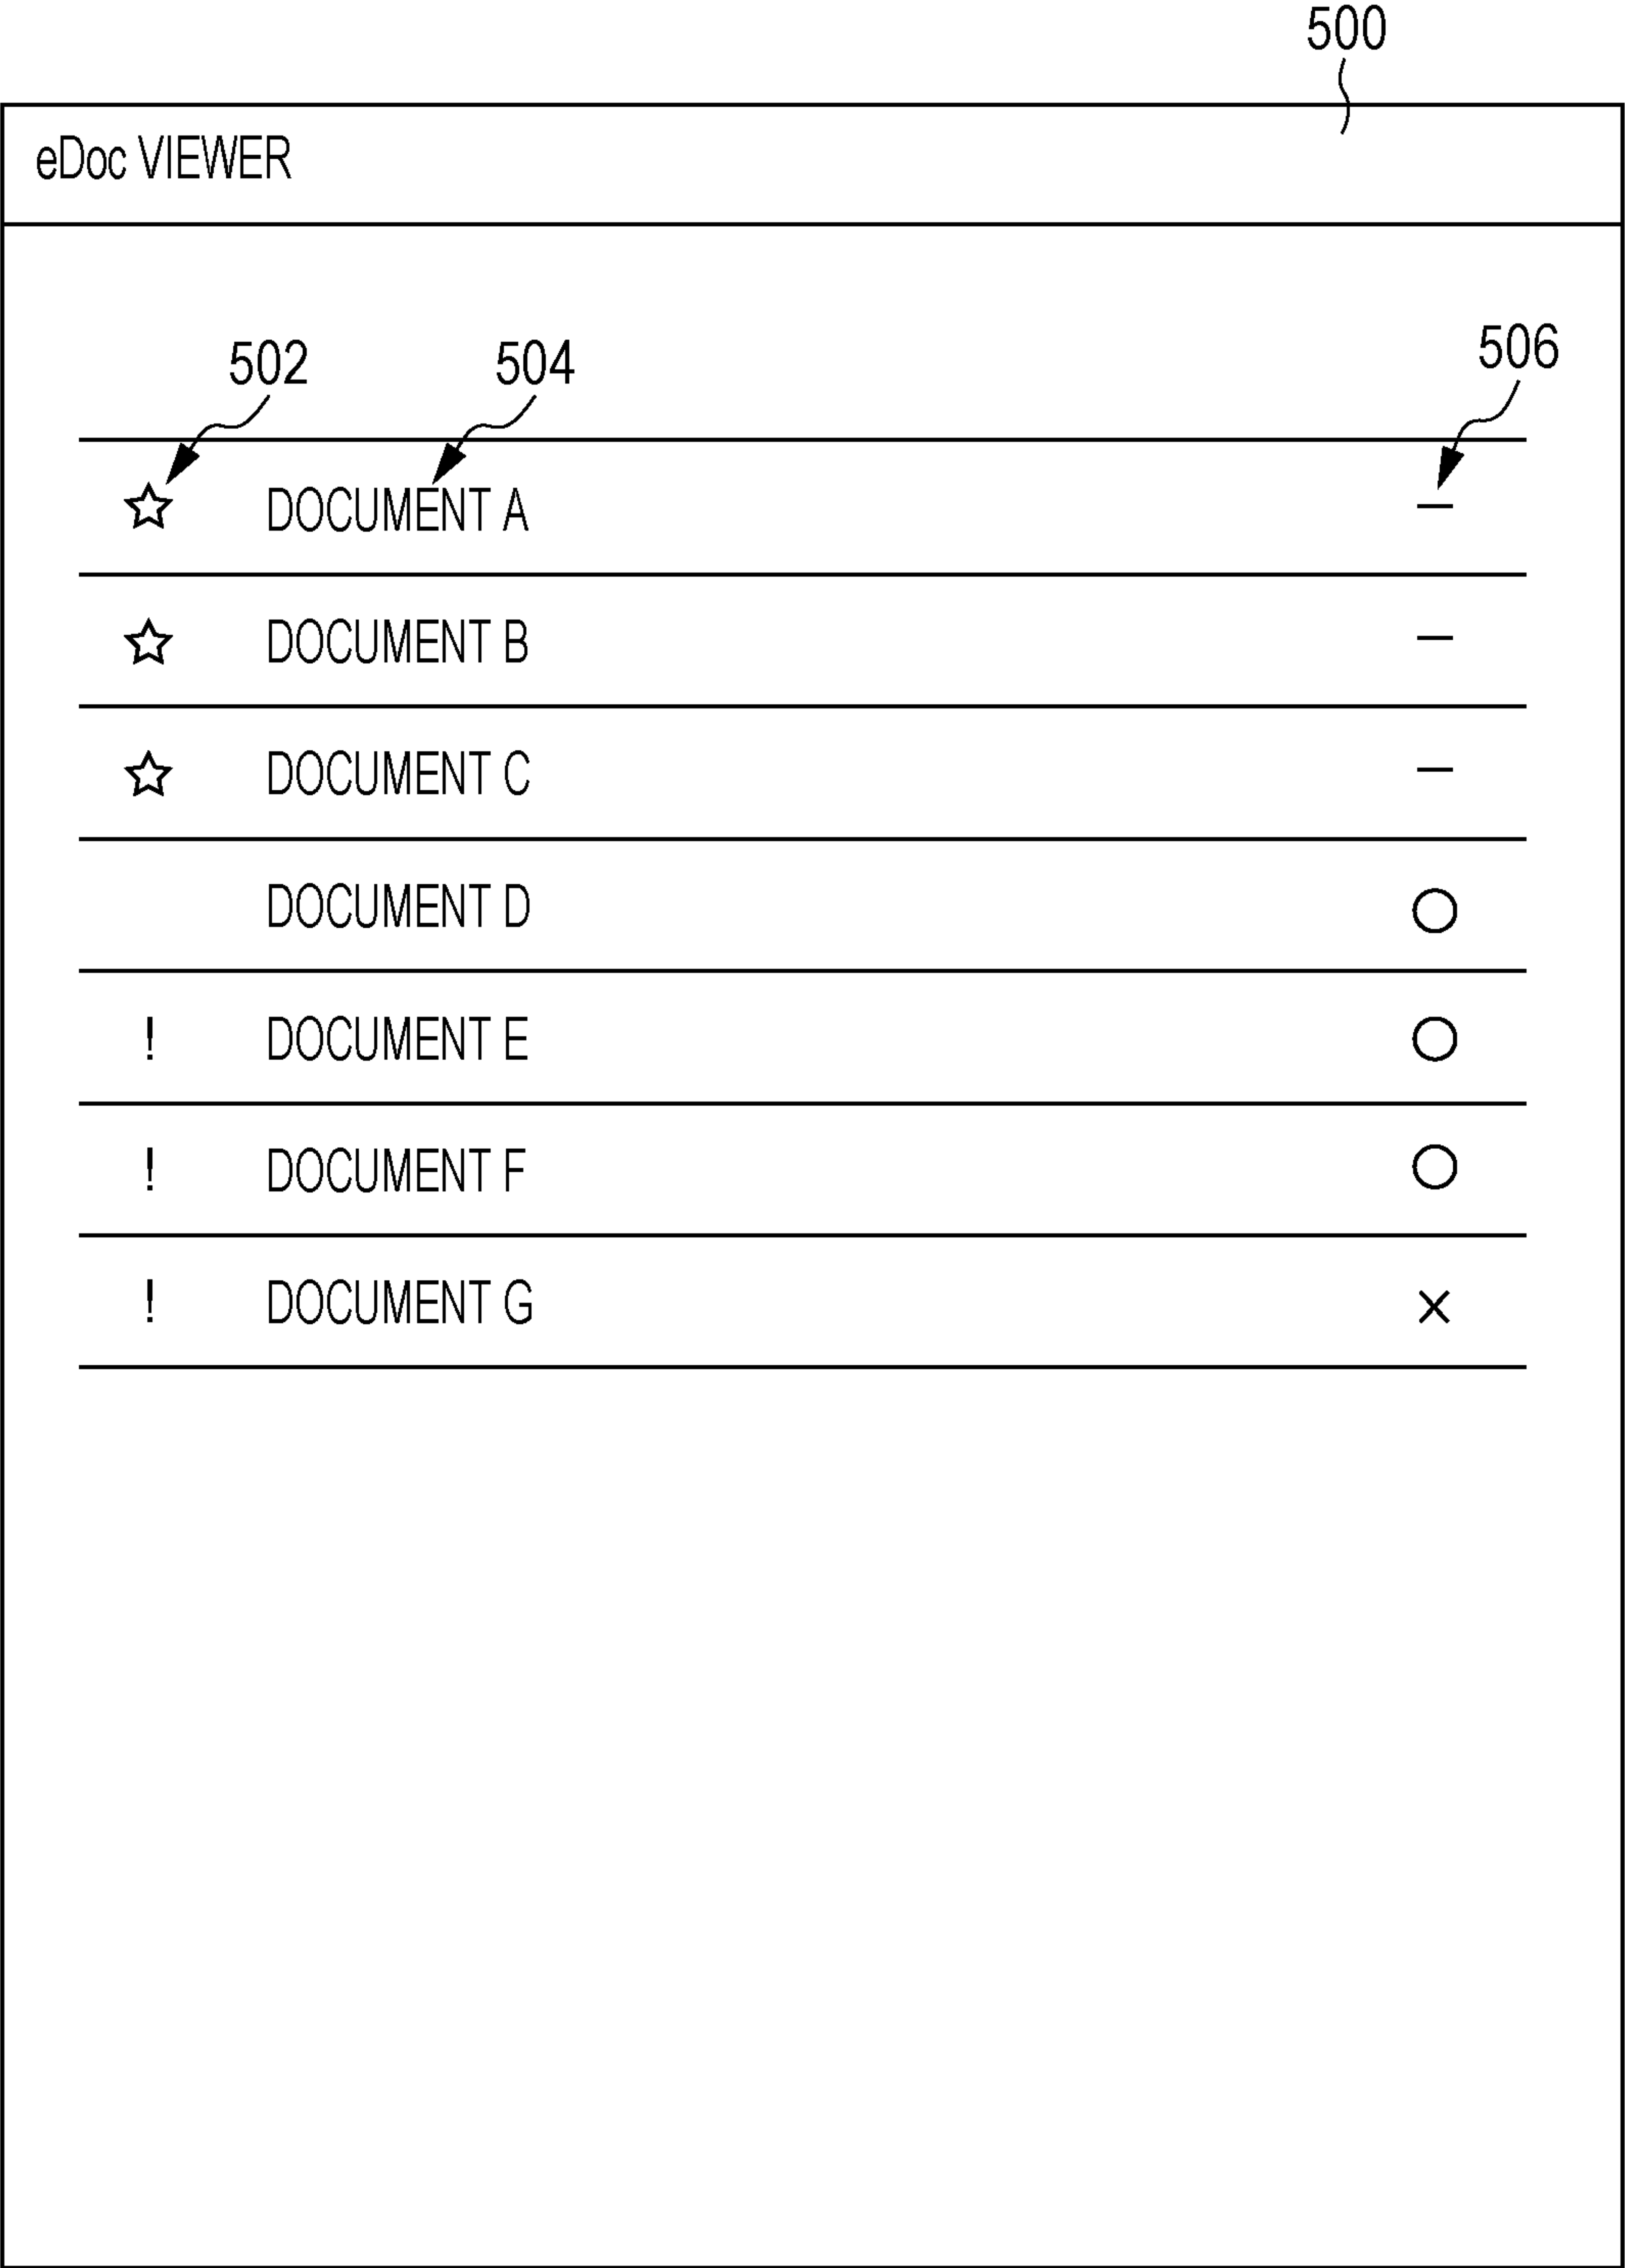 500
eDoc VIEWER
502 504 506
☆ DOCUMENT A —
☆ DOCUMENT B —
☆ DOCUMENT C —
DOCUMENT D ○
! DOCUMENT E ○
! DOCUMENT F ○
! DOCUMENT G ×